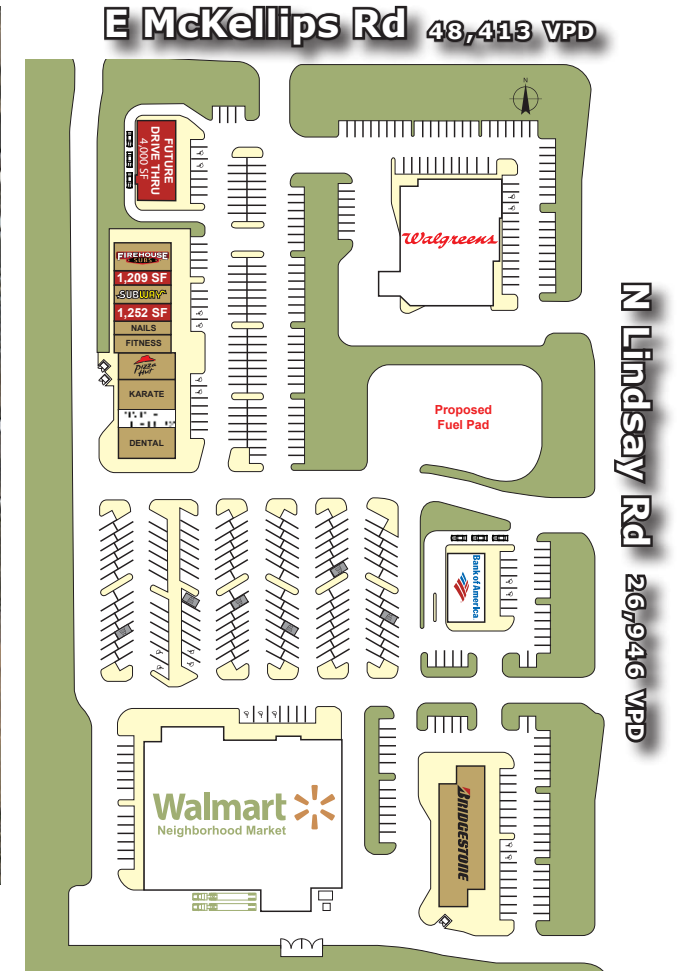 E McKellips Rd 48,413 VPD
N
FUTURE
DRIVE THRU
4,000 SF
FIREHOUSE
SUBS
1,209 SF
SUBWAY
1,252 SF
NAILS
FITNESS
Pizza
Hut
KARATE
DENTAL
Walgreens
Proposed
Fuel Pad
N Lindsay Rd 26,946 VPD
Bank of America
Walmart
Neighborhood Market
BRIDGESTONE